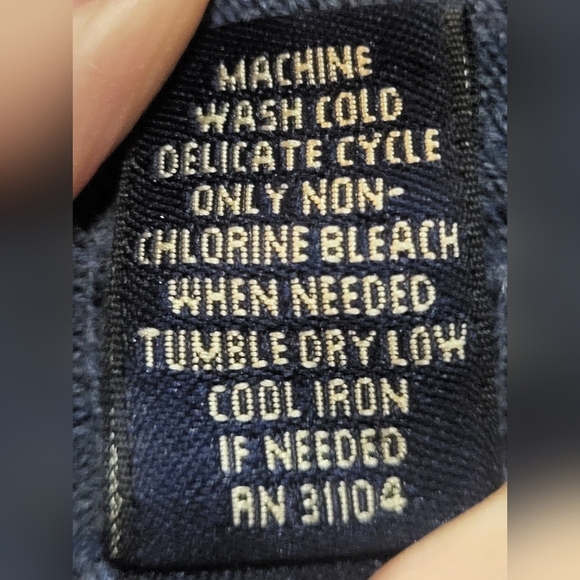 MACHINE
WASH COLD
DELICATE CYCLE
ONLY NON-
CHLORINE BLEACH
WHEN NEEDED
TUMBLE DRY LOW
COOL IRON
IF NEEDED
RN 31104